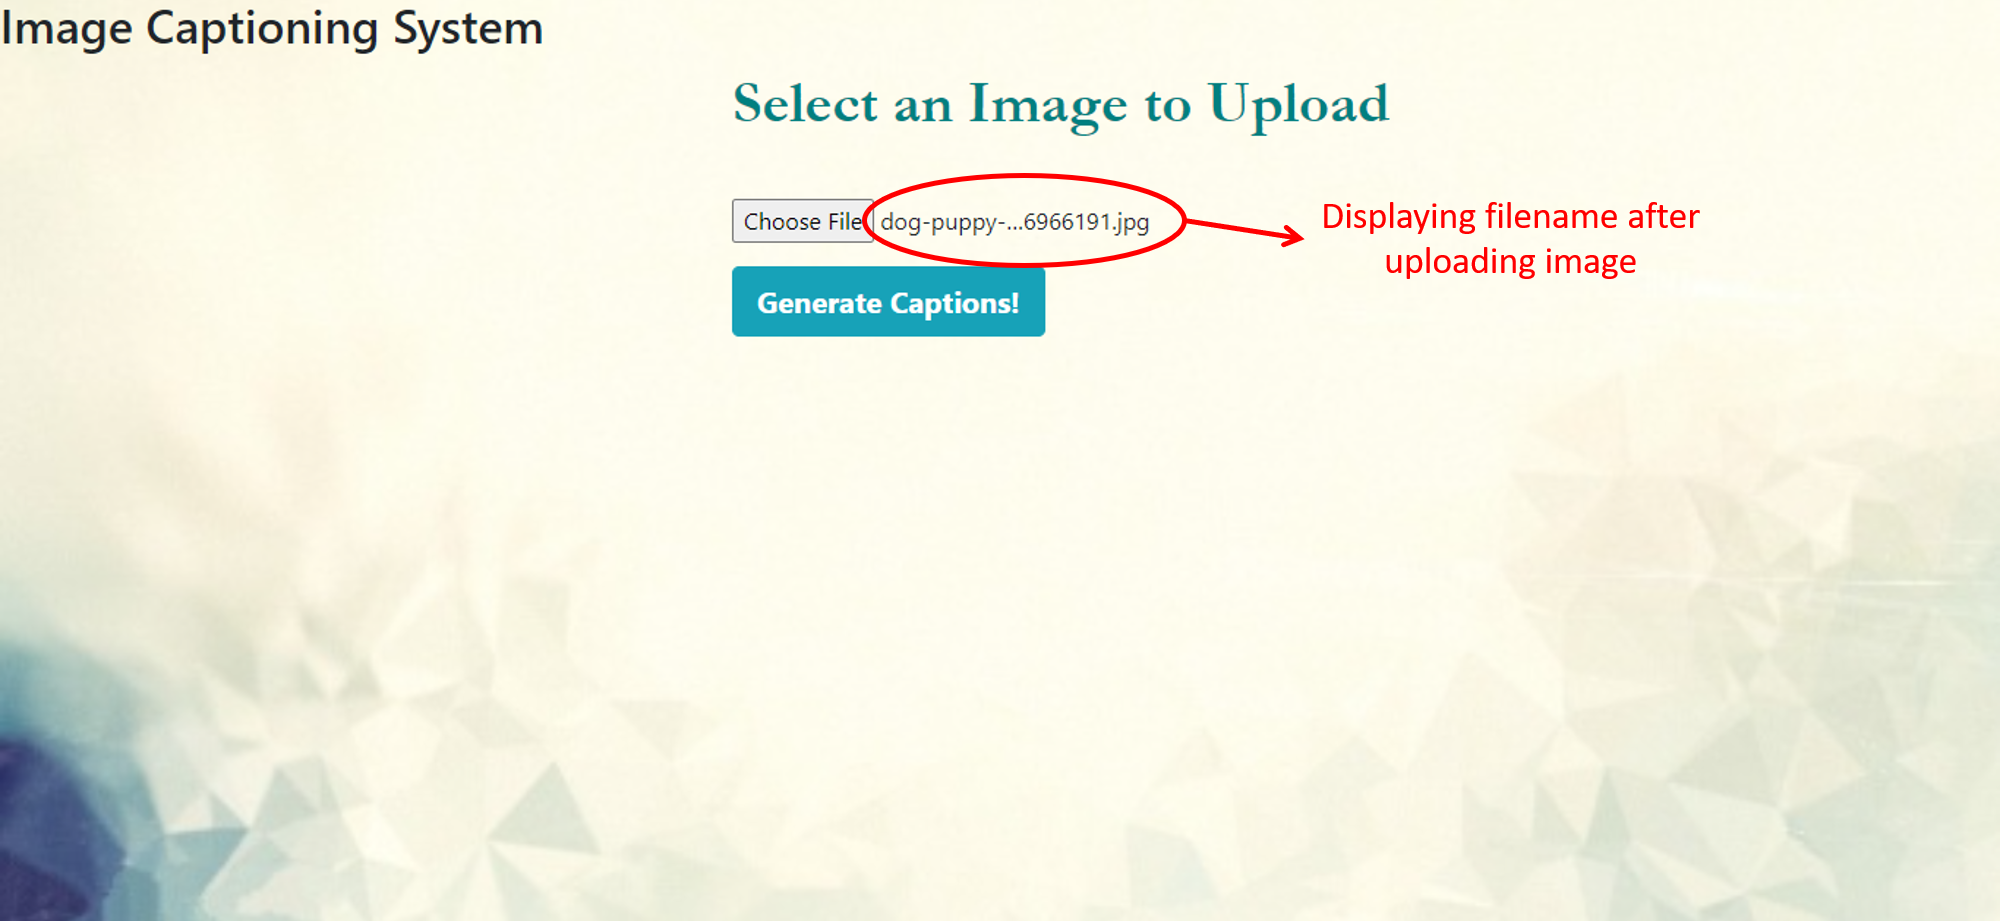 Image Captioning System
Select an Image to Upload
Choose File dog-puppy-...6966191.jpg
Displaying filename after
uploading image
Generate Captions!